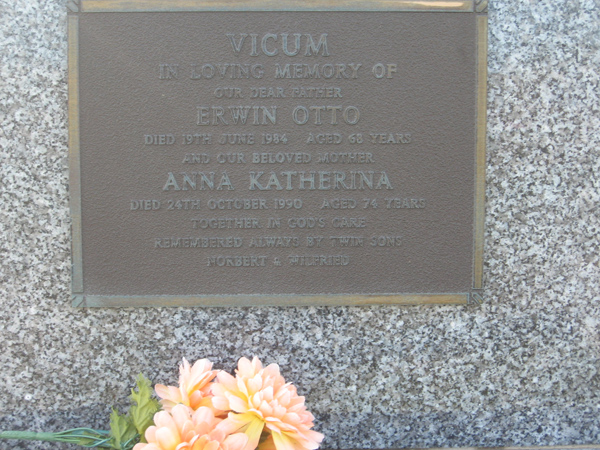 VICUM
IN LOVING MEMORY OF
OUR DEAR FATHER
ERWIN OTTO
DIED 19TH JUNE 1984 AGED 68 YEARS
AND OUR BELOVED MOTHER
ANNA KATHERINA
DIED 24TH OCTOBER 1990 AGED 74 YEARS
TOGETHER IN GOD'S CARE
REMEMBERED ALWAYS BY TWIN SONS
NORBERT & WILFRIED